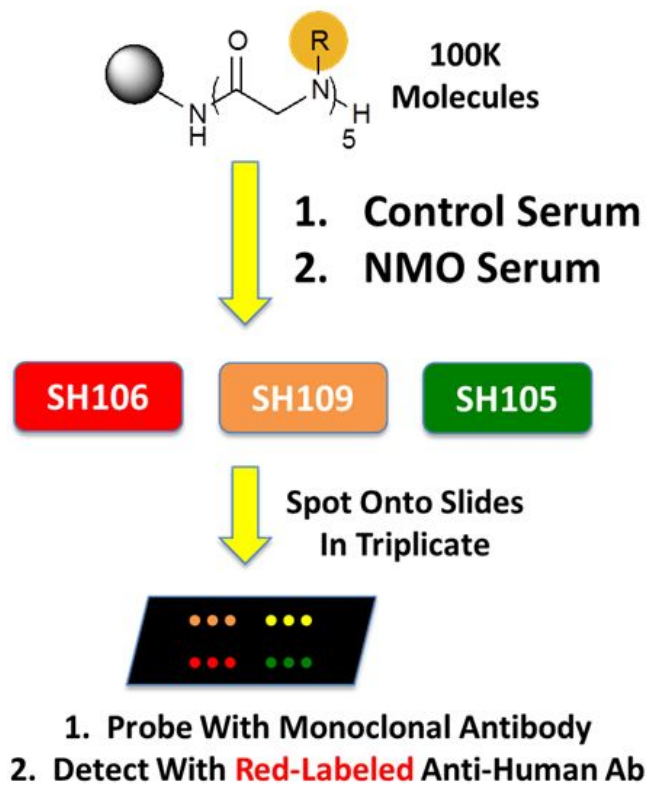 O
R
N
H
N
H
5
100K
Molecules
1. Control Serum
2. NMO Serum
SH106
SH109
SH105
Spot Onto Slides
In Triplicate
1. Probe With Monoclonal Antibody
2. Detect With Red-Labeled Anti-Human Ab